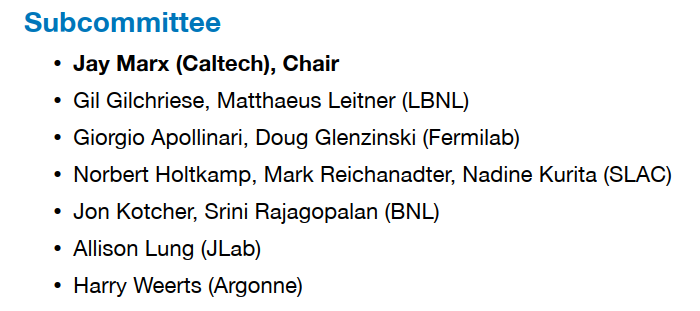 Subcommittee
• Jay Marx (Caltech), Chair
• Gil Gilchriese, Matthaeus Leitner (LBNL)
• Giorgio Apollinari, Doug Glenzinski (Fermilab)
• Norbert Holtkamp, Mark Reichanadter, Nadine Kurita (SLAC)
• Jon Kotcher, Srini Rajagopalan (BNL)
• Allison Lung (JLab)
• Harry Weerts (Argonne)